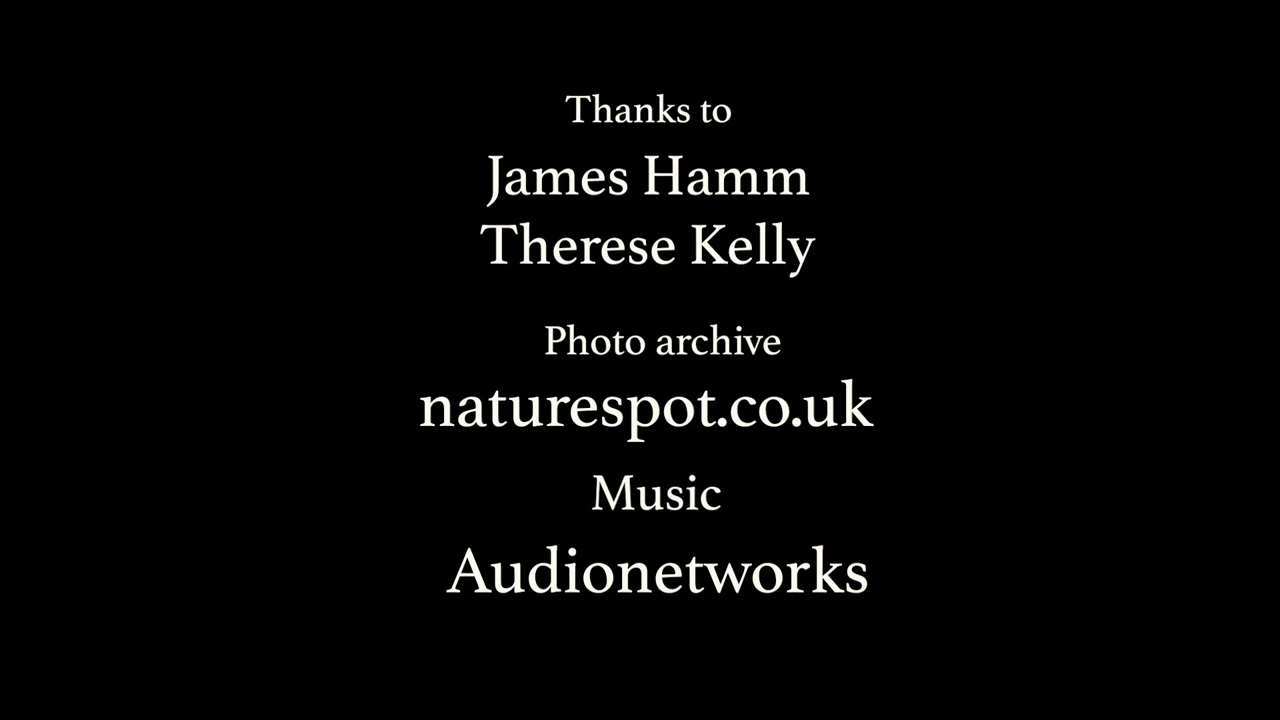 Thanks to
James Hamm
Therese Kelly
Photo archive
naturespot.co.uk
Music
Audionetworks